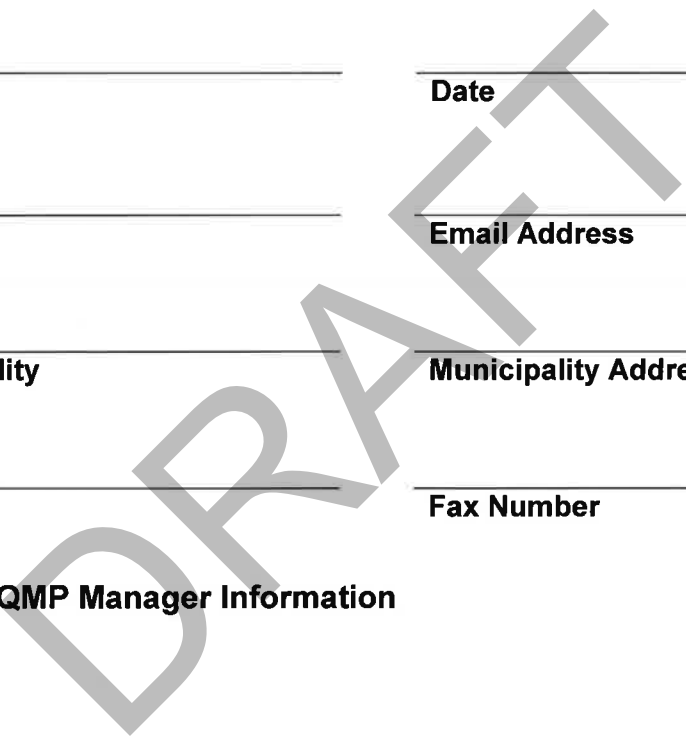 Date
Email Address
lity
Municipality Addre
Fax Number
QMP Manager Information
DRAFT